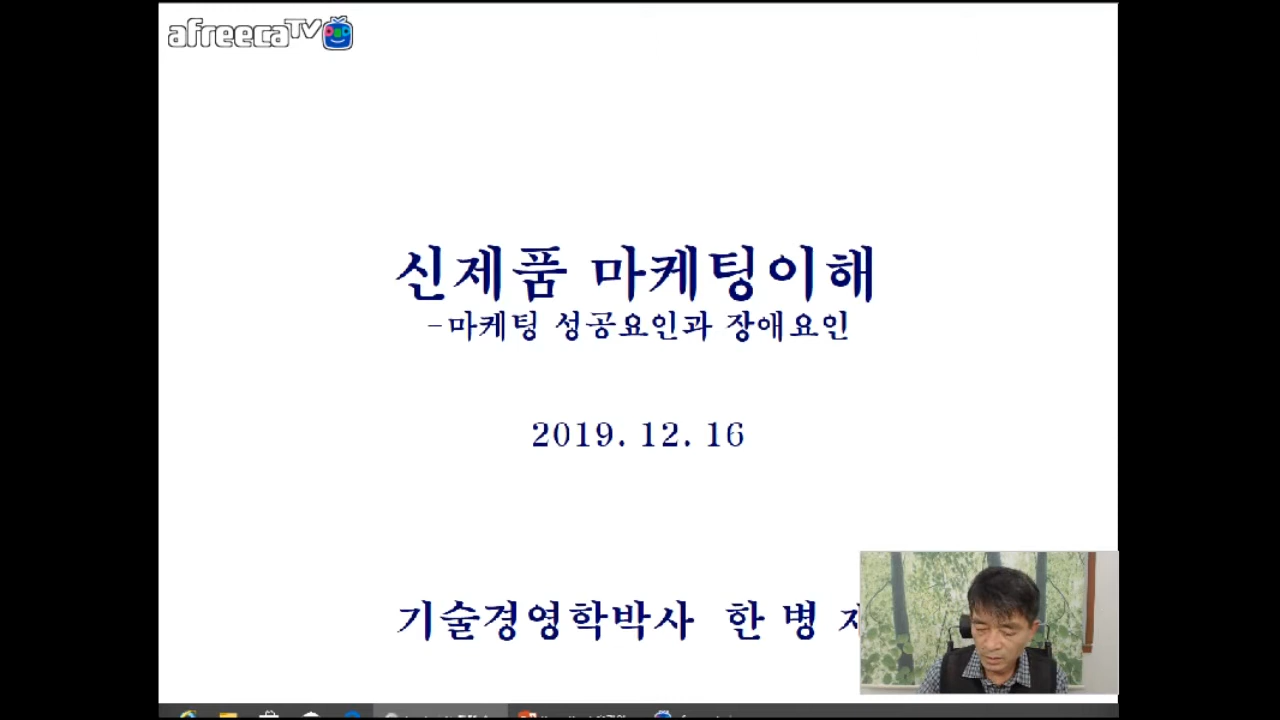 afreecaTV
신제품 마케팅이해
-마케팅 성공요인과 장애요인
2019. 12. 16
기술경영학박사 한 병